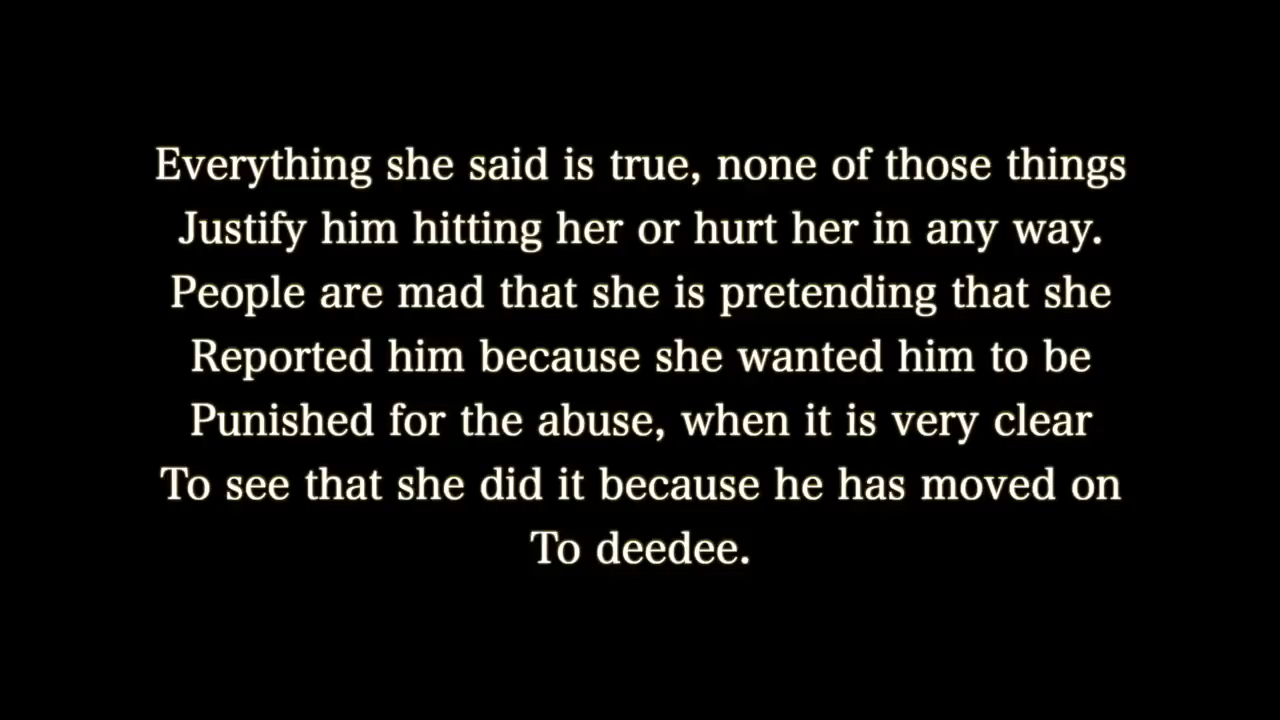 Everything she said is true, none of those things
Justify him hitting her or hurt her in any way.
People are mad that she is pretending that she
Reported him because she wanted him to be
Punished for the abuse, when it is very clear
To see that she did it because he has moved on
To deedee.